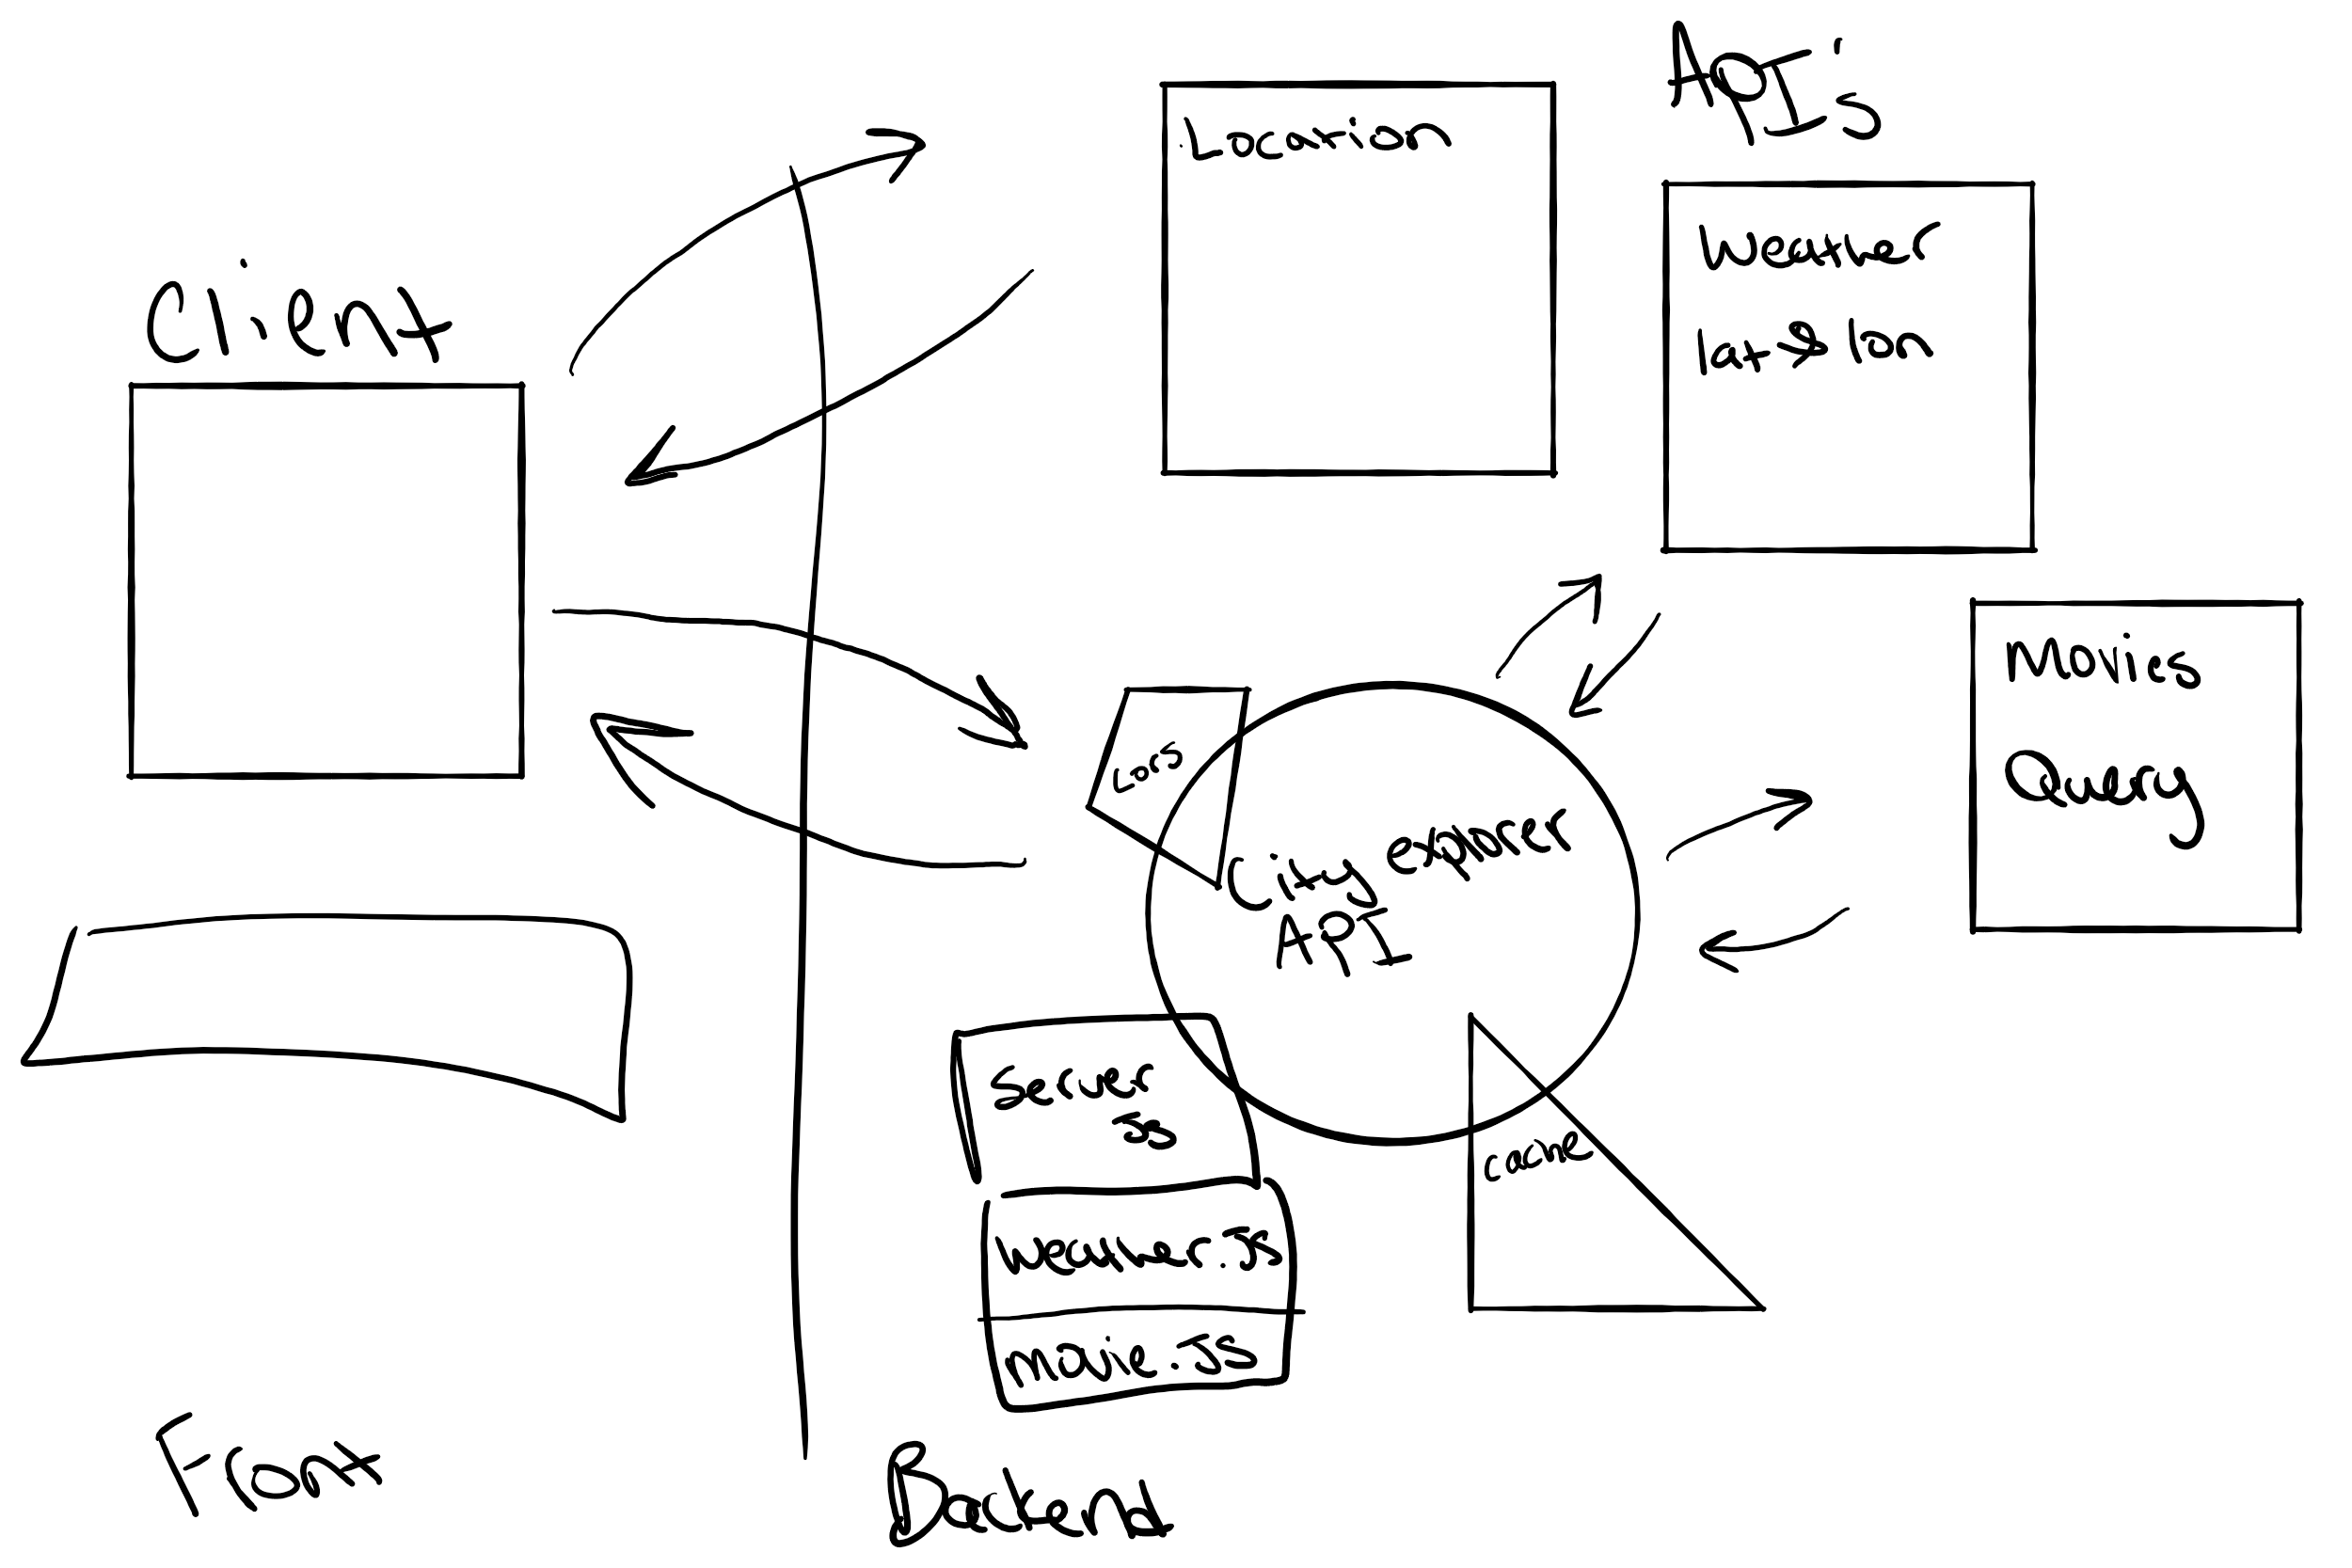 API's
Location
Weather
lat & lon
Client
Movies
Query
Cors
City explorer
API
Server
JS
cache
Weather.JS
Movie.JS
Front
Backend